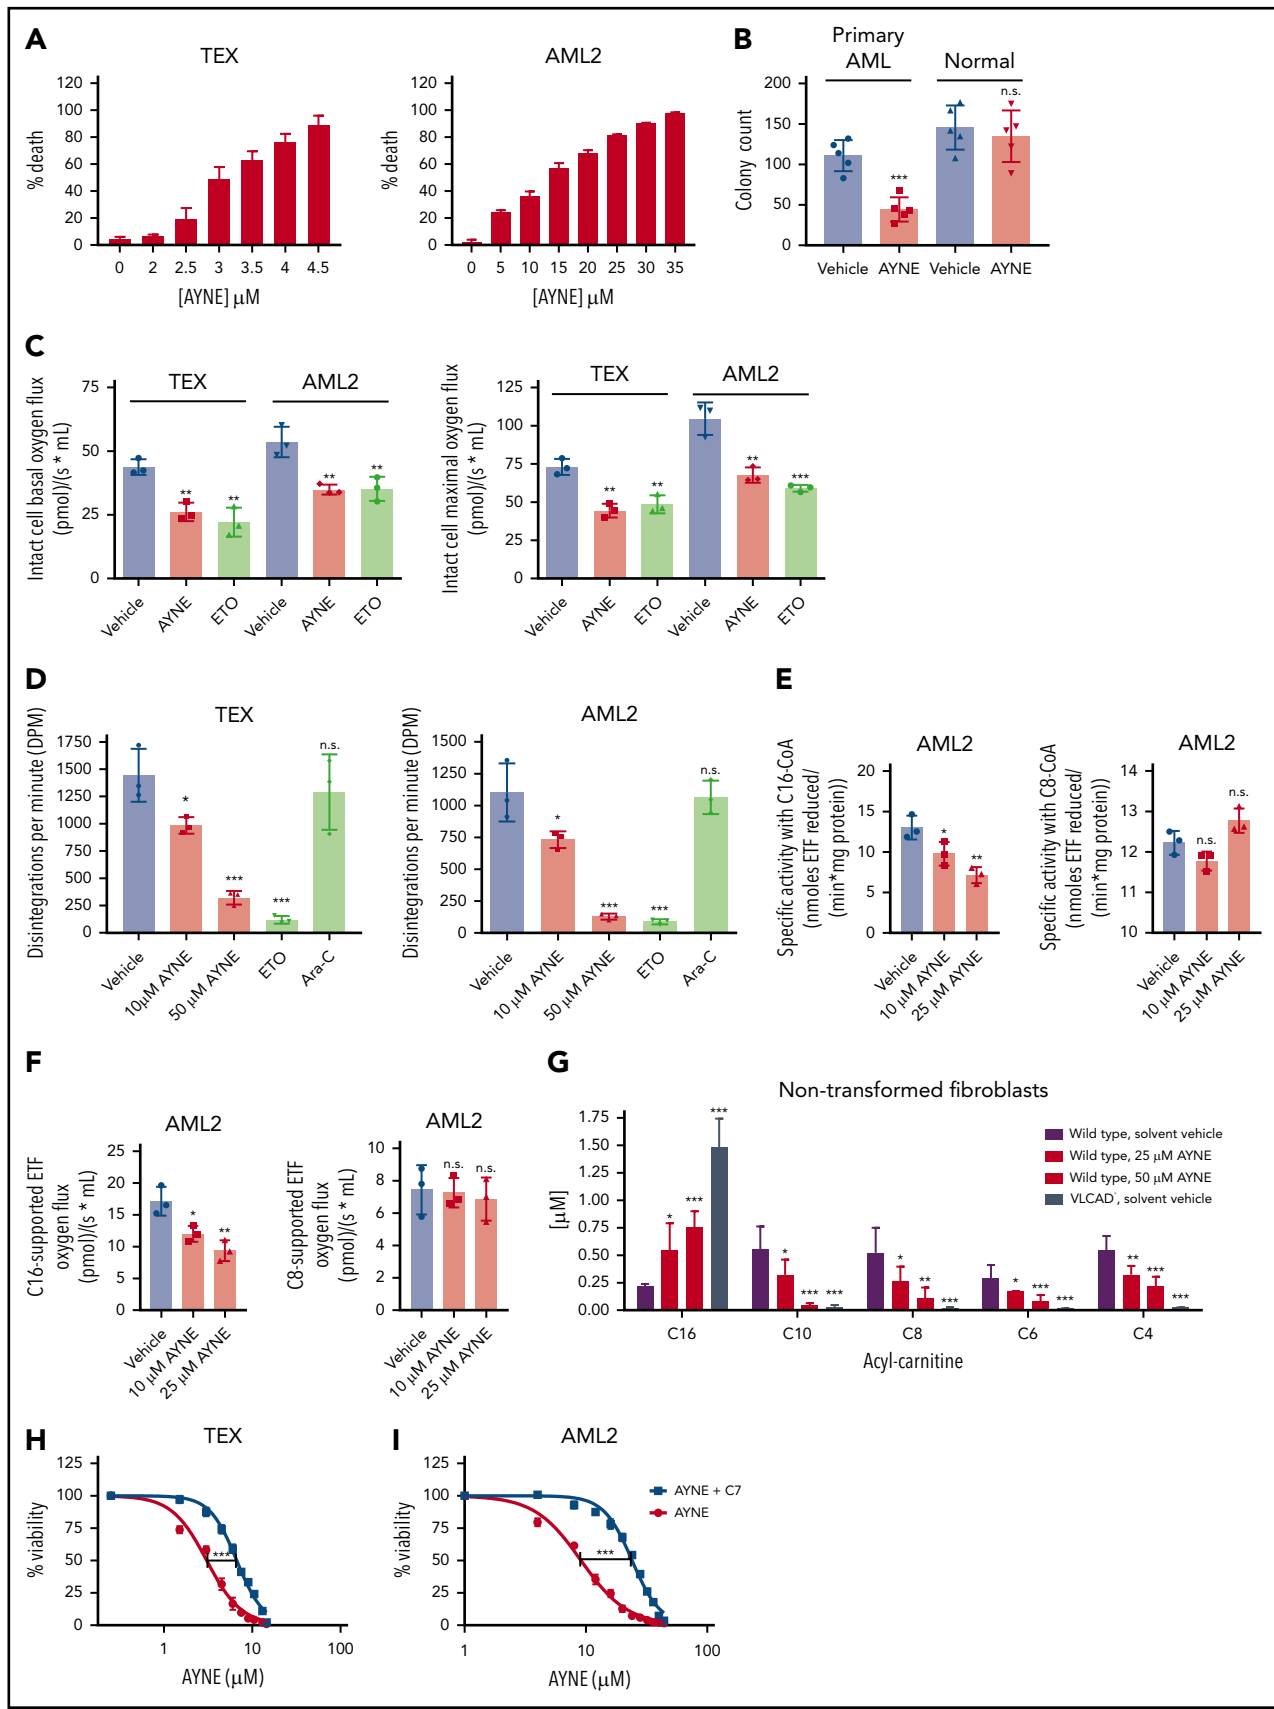 A
TEX
% death
120
100
80
60
40
20
0
0 2 2.5 3 3.5 4 4.5
[AYNE] μM
AML2
% death
120
100
80
60
40
20
0
0 5 10 15 20 25 30 35
[AYNE] μM
B
Primary
AML
Normal
Colony count
200
150
100
50
0
***
n.s.
Vehicle AYNE Vehicle AYNE
C
TEX AML2
Intact cell basal oxygen flux
(pmol)/(s * mL)
75
50
25
0
** ** ** **
Vehicle AYNE ETO Vehicle AYNE ETO
TEX AML2
Intact cell maximal oxygen flux
(pmol)/(s * mL)
125
100
75
50
25
0
** ** ** ***
Vehicle AYNE ETO Vehicle AYNE ETO
D
TEX
Disintegrations per minute (DPM)
1750
1500
1250
1000
750
500
250
0
* *** *** n.s.
Vehicle 10μM AYNE 50 μM AYNE ETO Ara-C
AML2
Disintegrations per minute (DPM)
1500
1250
1000
750
500
250
0
* *** *** n.s.
Vehicle 10 μM AYNE 50 μM AYNE ETO Ara-C
E
AML2
Specific activity with C16-CoA
(nmoles ETF reduced/
(min*mg protein))
20
15
10
5
0
* **
Vehicle 10 μM AYNE 25 μM AYNE
AML2
Specific activity with C8-CoA
(nmoles ETF reduced/
(min*mg protein))
14
13
12
11
10
n.s. n.s.
Vehicle 10 μM AYNE 25 μM AYNE
F
AML2
C16-supported ETF
oxygen flux
(pmol)/(s * mL)
25
20
15
10
5
0
* **
Vehicle 10 μM AYNE 25 μM AYNE
AML2
C8-supported ETF
oxygen flux
(pmol)/(s * mL)
10
8
6
4
2
0
n.s. n.s.
Vehicle 10 μM AYNE 25 μM AYNE
G
Non-transformed fibroblasts
[μM]
1.75
1.50
1.25
1.00
0.75
0.50
0.25
0.00
* *** ***
* *** ***
* ** ***
* *** ***
** *** ***
C16 C10 C8 C6 C4
Acyl-carnitine
Wild type, solvent vehicle
Wild type, 25 μM AYNE
Wild type, 50 μM AYNE
VLCAD-, solvent vehicle
H
TEX
% viability
125
100
75
50
25
0
***
1 10 100
AYNE (μM)
I
AML2
% viability
125
100
75
50
25
0
***
1 10 100
AYNE (μM)
AYNE + C7
AYNE